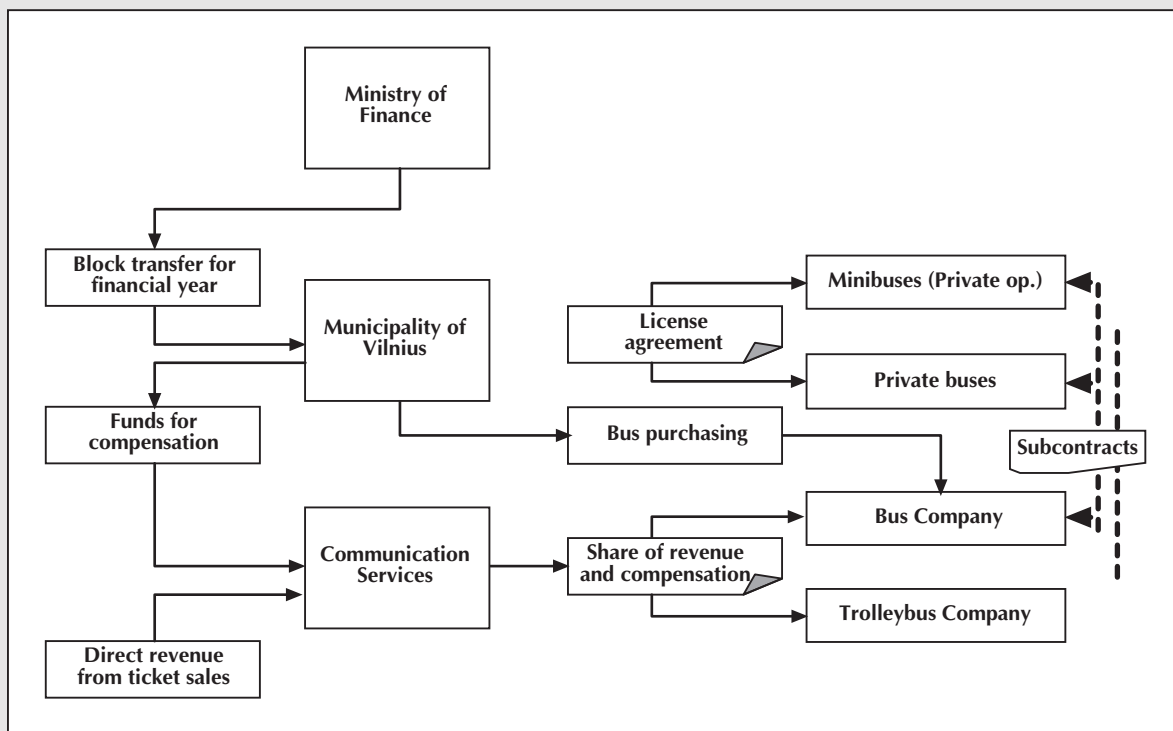 Ministry of
Finance
Block transfer for
financial year
Municipality of
Vilnius
Funds for
compensation
Communication
Services
Direct revenue
from ticket sales
License
agreement
Bus purchasing
Share of revenue
and compensation
Minibuses (Private op.)
Private buses
Subcontracts
Bus Company
Trolleybus Company